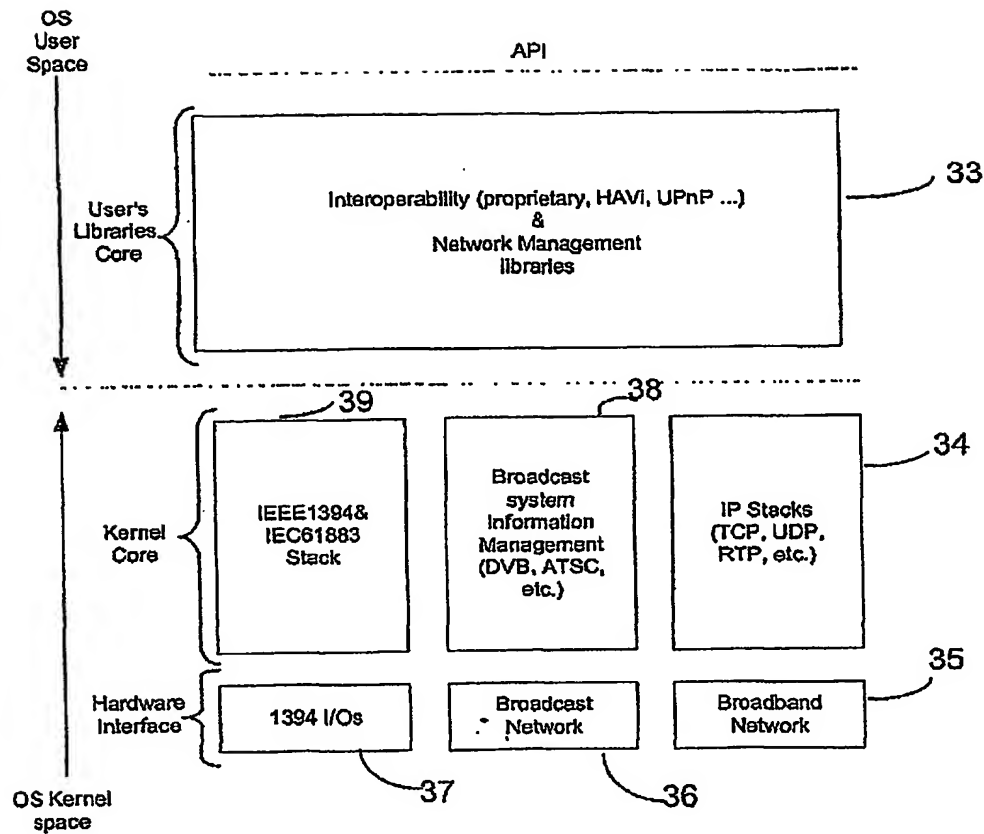 OS
User
Space
API
User's
Libraries
Core
Interoperability (proprietary, HAVi, UPnP ...)
&
Network Management
libraries
33
39
38
34
Kernel
Core
IEEE1394&
IEC61883
Stack
Broadcast
system
Information
Management
(DVB, ATSC,
etc.)
IP Stacks
(TCP, UDP,
RTP, etc.)
35
Hardware
Interface
1394 I/Os
Broadcast
Network
Broadband
Network
37
36
OS Kernel
space